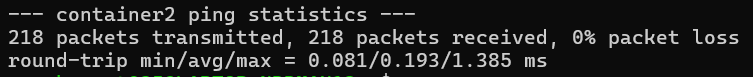 --- container2 ping statistics ---
218 packets transmitted, 218 packets received, 0% packet loss
round-trip min/avg/max = 0.081/0.193/1.385 ms